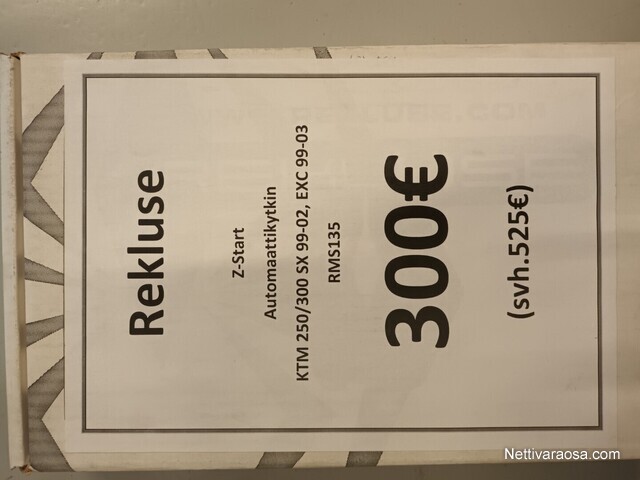 Rekluse
Z-Start
Automaattikytkin
KTM 250/300 SX 99-02, EXC 99-03
RMS135
300€
(svh.525€)
Nettivaraosa.com